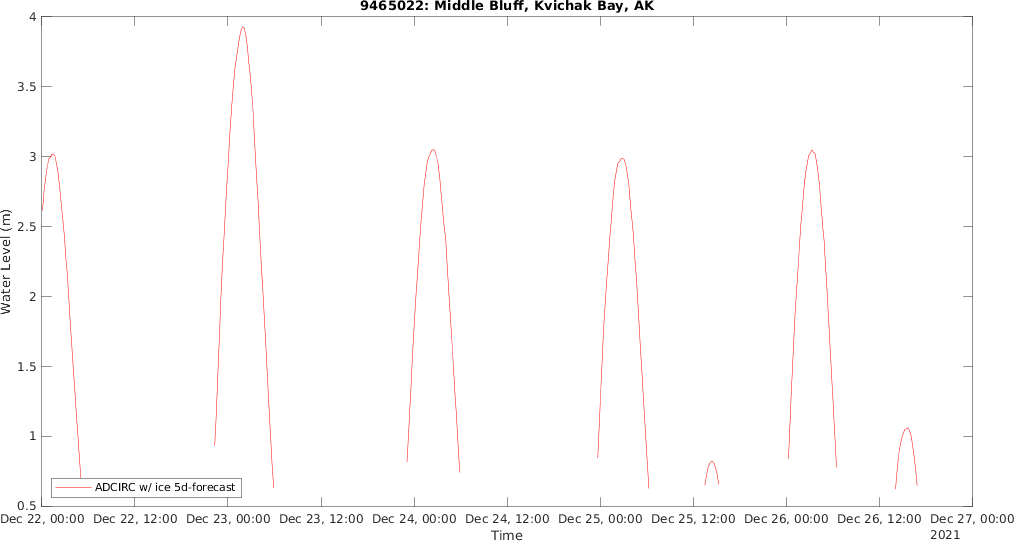 9465022: Middle Bluff, Kvichak Bay, AK
4
3.5
3
2.5
2
1.5
1
0.5
Water Level (m)
ADCIRC w/ ice 5d-forecast
Dec 22, 00:00 Dec 22, 12:00 Dec 23, 00:00 Dec 23, 12:00 Dec 24, 00:00 Dec 24, 12:00 Dec 25, 00:00 Dec 25, 12:00 Dec 26, 00:00 Dec 26, 12:00 Dec 27, 00:00
Time
2021